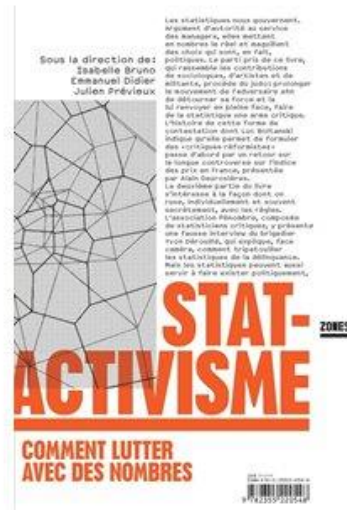 Les statistiques nous gouvernent.
Argument d'autorité au service
des managers, elles mettent
en nombres le réel et maquillent
des choix qui sont, en fait,
politiques. Le parti pris de ce livre,
qui rassemble les contributions
de sociologues, d'artistes et de
militants, procède du judo: prolonger
le mouvement de l'adversaire afin
de détourner sa force et la
lui renvoyer en pleine face, faire
de la statistique une arme critique.
L'histoire de cette forme de
contestation dont Luc Boltanski
indique qu'elle permet de formuler
des «critiques réformistes»
passe d'abord par un retour sur
la longue controverse sur l'indice
des prix en France, présentée
par Alain Desrosières.
La deuxième partie du livre
s'intéresse à la façon dont on
ruse, individuellement et souvent
secrètement, avec les règles.
L'association Pénombre, composée
de statisticiens critiques, y présente
une fausse interview du brigadier
Yvon Dérouillé, qui explique, face
caméra, comment tripatouiller
les statistiques de la délinquance.
Mais les statistiques peuvent aussi
servir à faire exister politiquement,
Sous la direction de:
Isabelle Bruno
Emmanuel Didier
Julien Prévieux
STAT-
ACTIVISME
ZONES
COMMENT LUTTER
AVEC DES NOMBRES
9 782355 220548